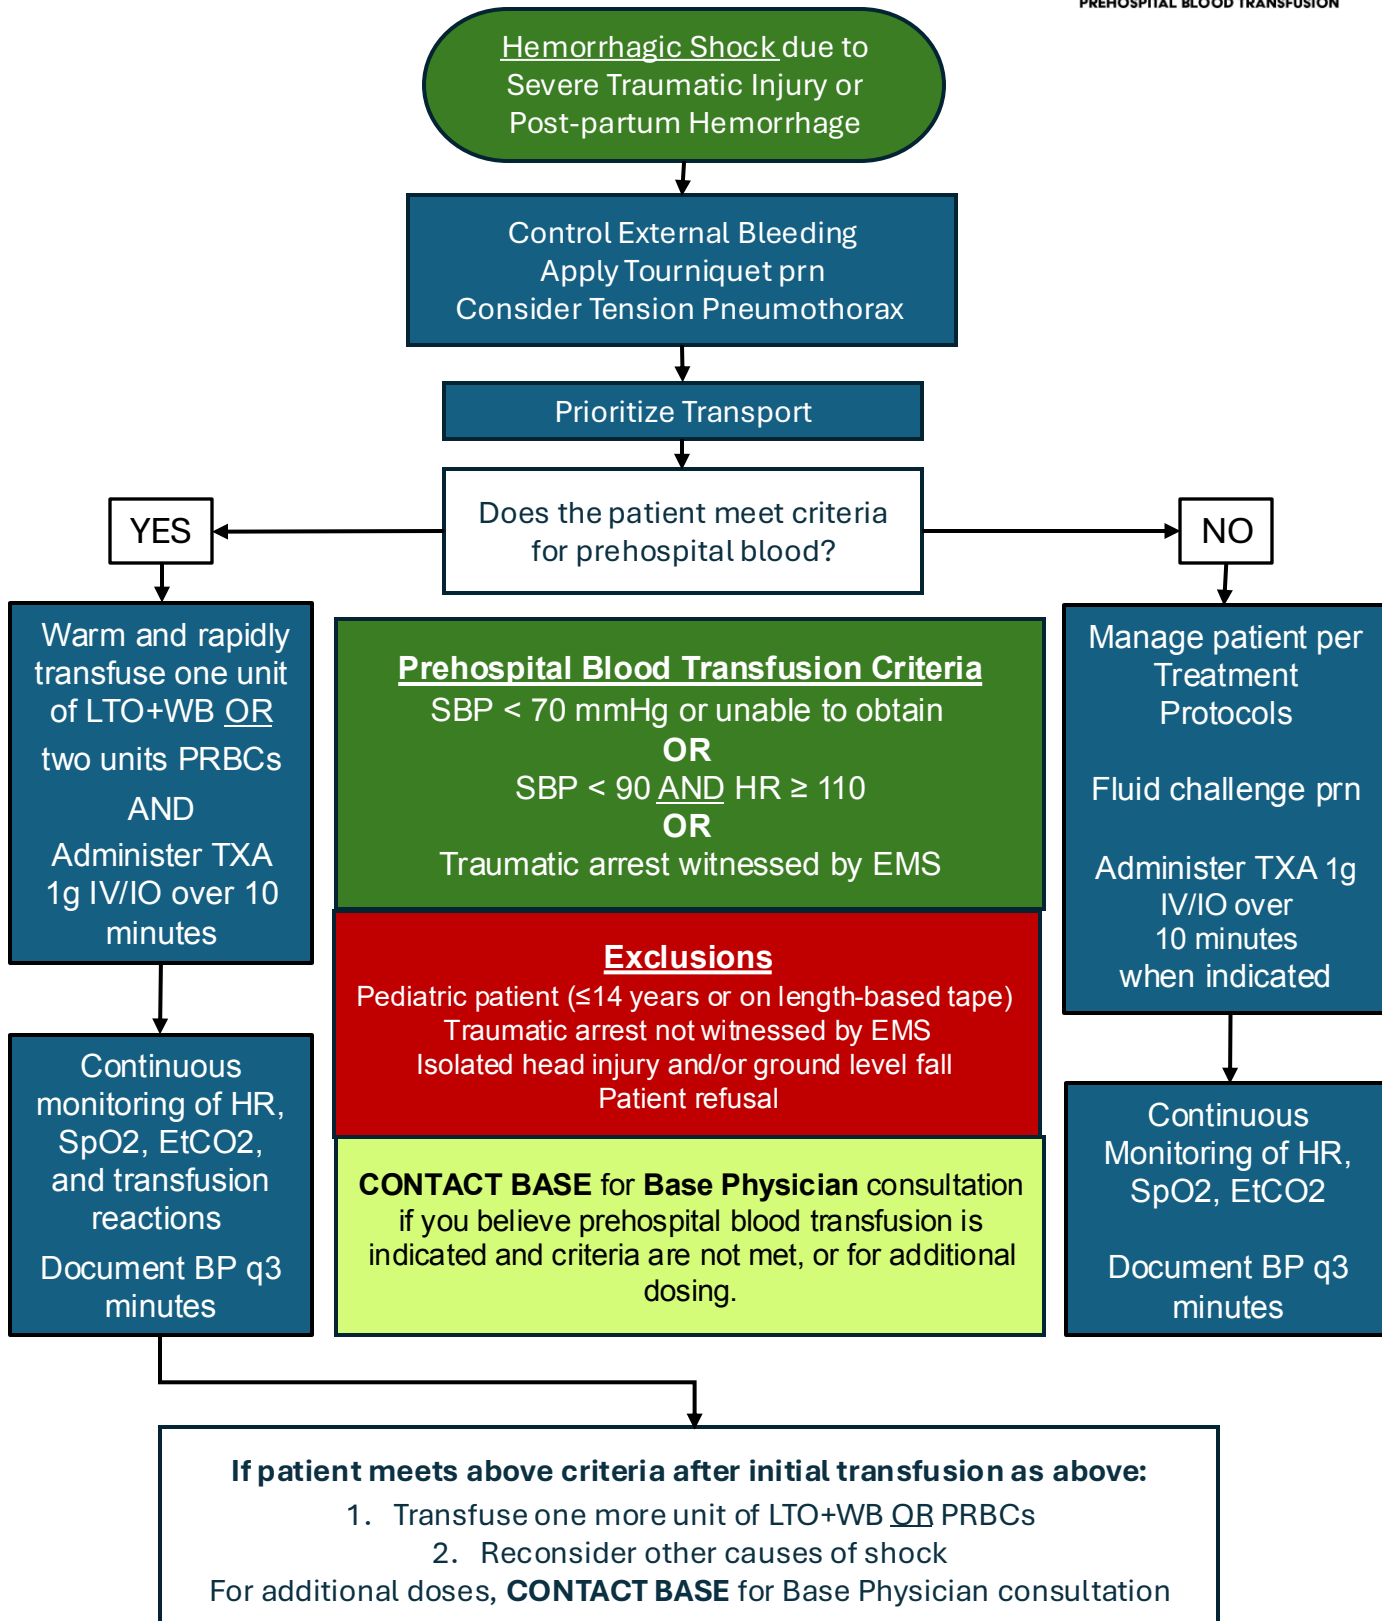 PREHOSPITAL BLOOD TRANSFUSION
Hemorrhagic Shock due to
Severe Traumatic Injury or
Post-partum Hemorrhage
Control External Bleeding
Apply Tourniquet prn
Consider Tension Pneumothorax
Prioritize Transport
Does the patient meet criteria
for prehospital blood?
YES
NO
Warm and rapidly
transfuse one unit
of LTO+WB OR
two units PRBCs
AND
Administer TXA
1g IV/IO over 10
minutes
Continuous
monitoring of HR,
SpO2, EtCO2,
and transfusion
reactions
Document BP q3
minutes
Prehospital Blood Transfusion Criteria
SBP < 70 mmHg or unable to obtain
OR
SBP < 90 AND HR ≥ 110
OR
Traumatic arrest witnessed by EMS
Exclusions
Pediatric patient (≤14 years or on length-based tape)
Traumatic arrest not witnessed by EMS
Isolated head injury and/or ground level fall
Patient refusal
CONTACT BASE for Base Physician consultation
if you believe prehospital blood transfusion is
indicated and criteria are not met, or for additional
dosing.
Manage patient per
Treatment
Protocols
Fluid challenge prn
Administer TXA 1g
IV/IO over
10 minutes
when indicated
Continuous
Monitoring of HR,
SpO2, EtCO2
Document BP q3
minutes
If patient meets above criteria after initial transfusion as above:
1. Transfuse one more unit of LTO+WB OR PRBCs
2. Reconsider other causes of shock
For additional doses, CONTACT BASE for Base Physician consultation